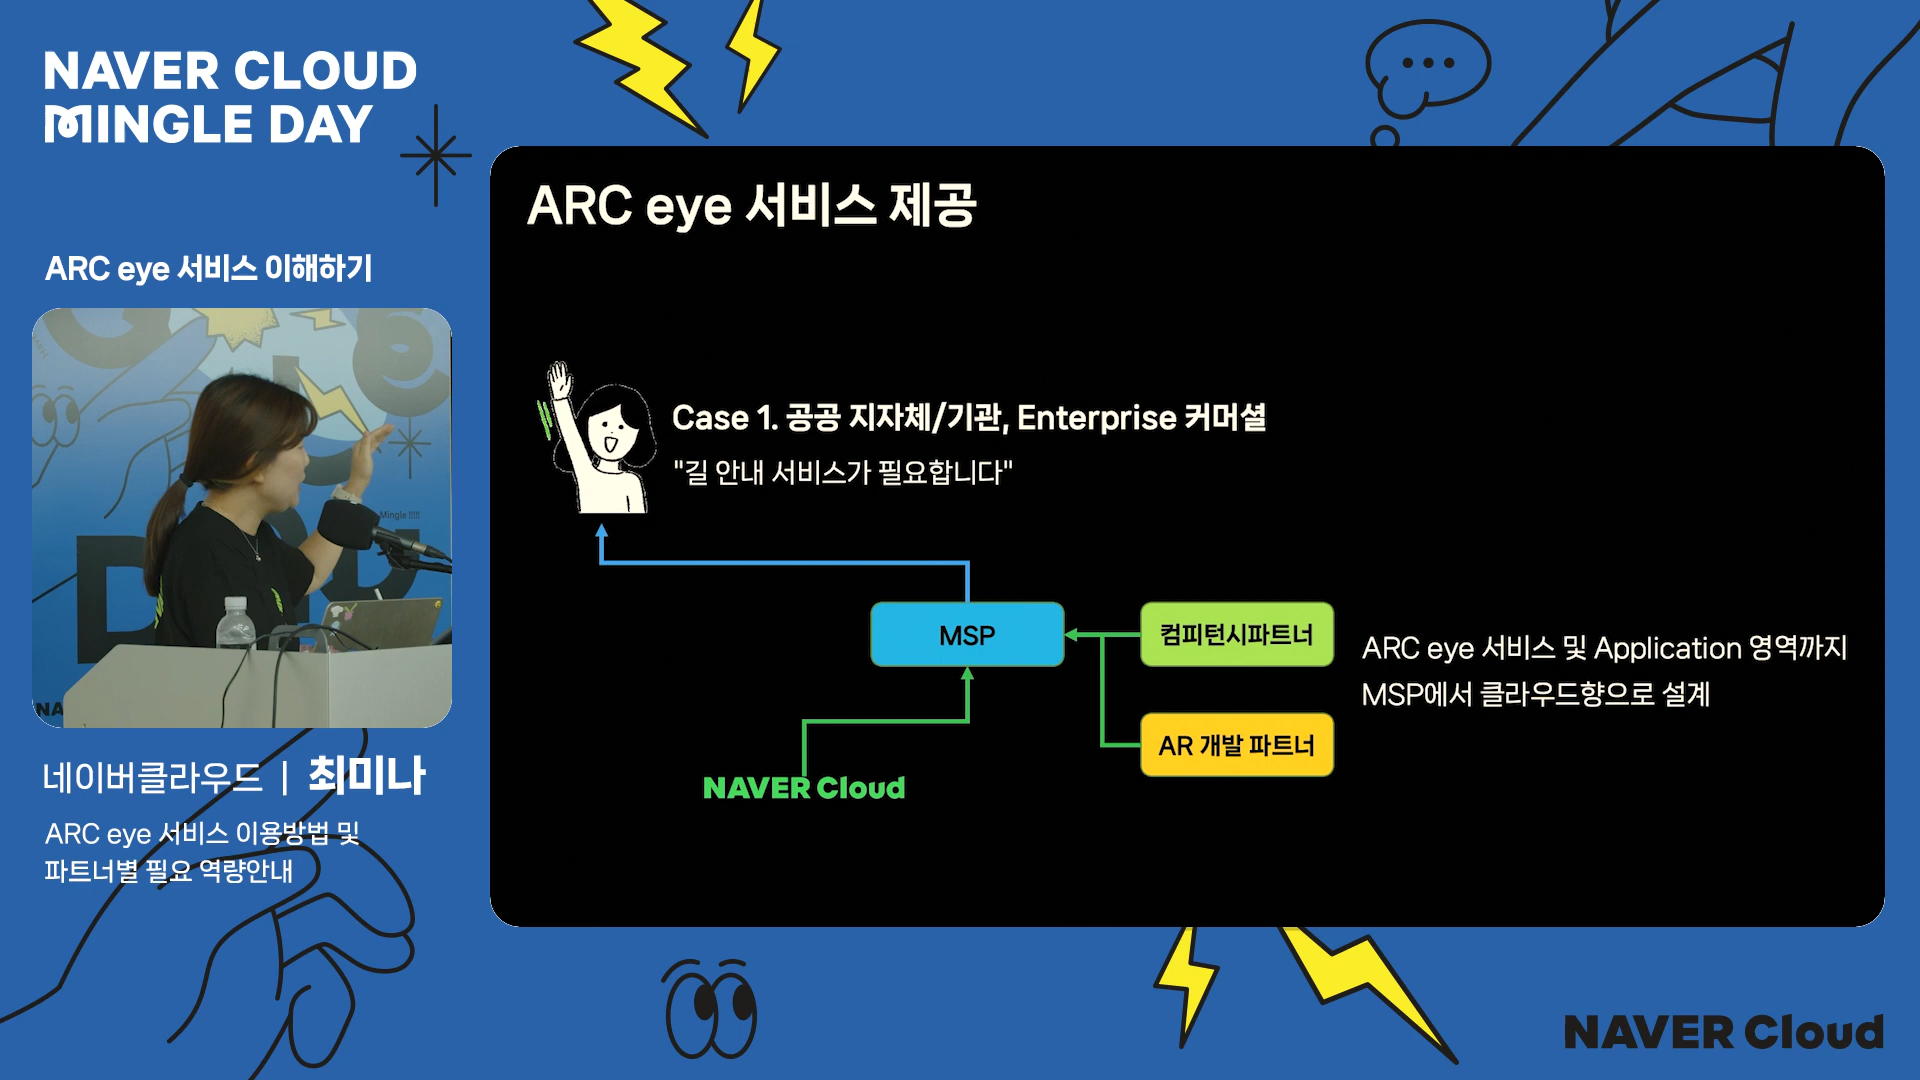 NAVER CLOUD
MINGLE DAY
ARC eye 서비스 이해하기
Mingle !!!!!
NA
네이버클라우드 | 최미나
ARC eye 서비스 이용방법 및
파트너별 필요 역량안내
ARC eye 서비스 제공
Case 1. 공공 지자체/기관, Enterprise 커머셜
"길 안내 서비스가 필요합니다"
MSP
컴피턴시파트너
AR 개발 파트너
ARC eye 서비스 및 Application 영역까지
MSP에서 클라우드향으로 설계
NAVER Cloud
NAVER Cloud